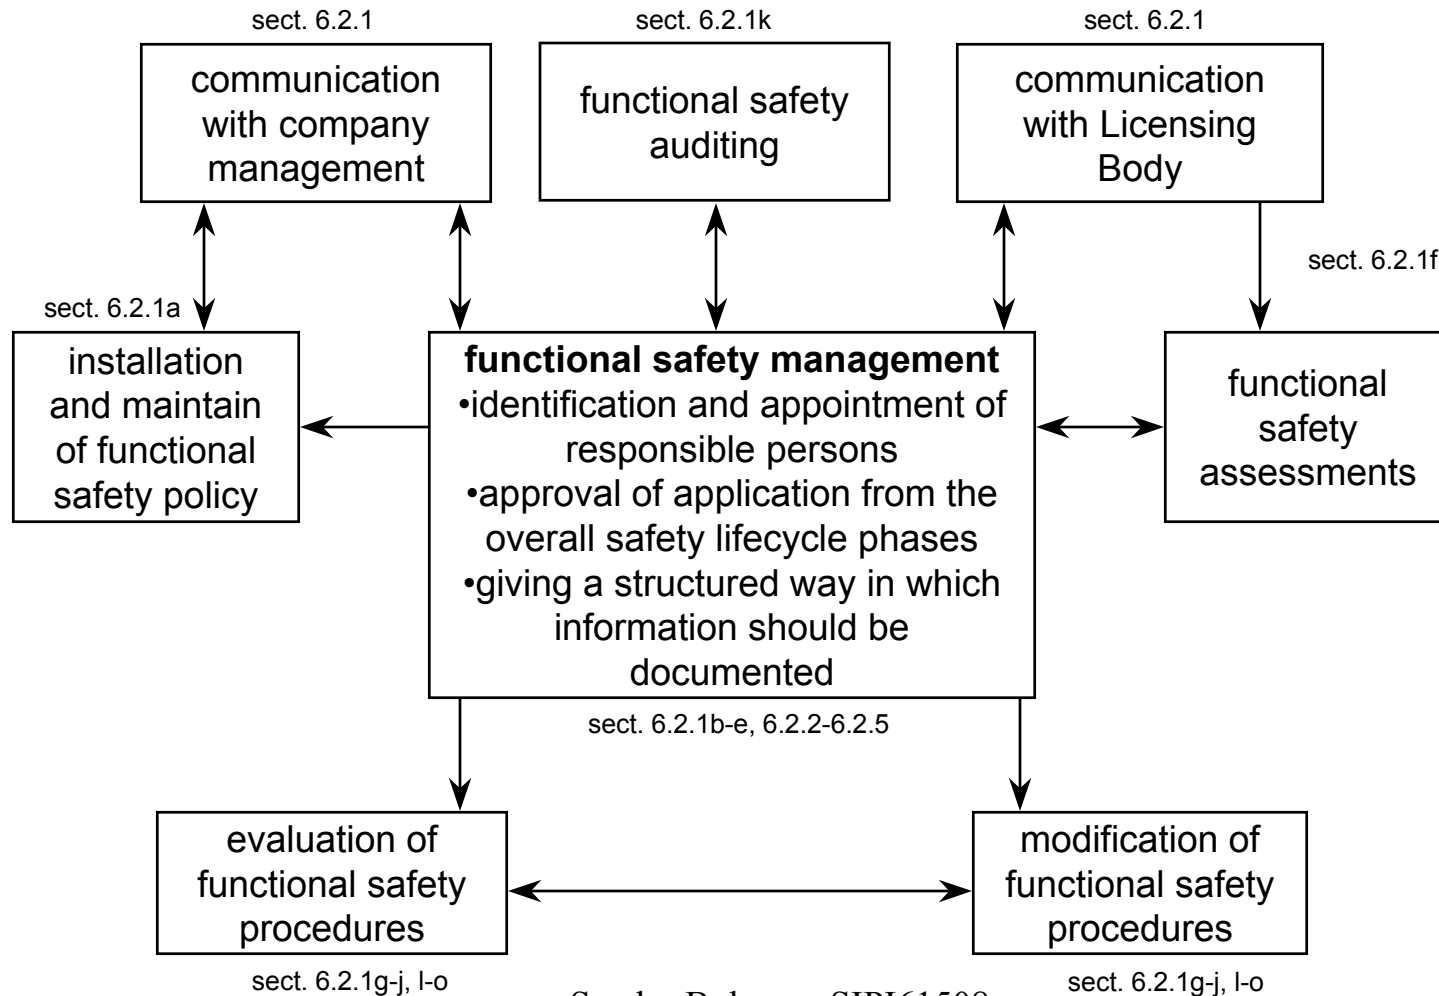 sect. 6.2.1
sect. 6.2.1k
sect. 6.2.1
communication
with company
management
functional safety
auditing
communication
with Licensing
Body
sect. 6.2.1f
sect. 6.2.1a
installation
and maintain
of functional
safety policy
functional safety management
•identification and appointment of
responsible persons
•approval of application from the
overall safety lifecycle phases
•giving a structured way in which
information should be
documented
functional
safety
assessments
sect. 6.2.1b-e, 6.2.2-6.2.5
evaluation of
functional safety
procedures
modification of
functional safety
procedures
sect. 6.2.1g-j, l-o
sect. 6.2.1g-j, l-o
SIPI61508